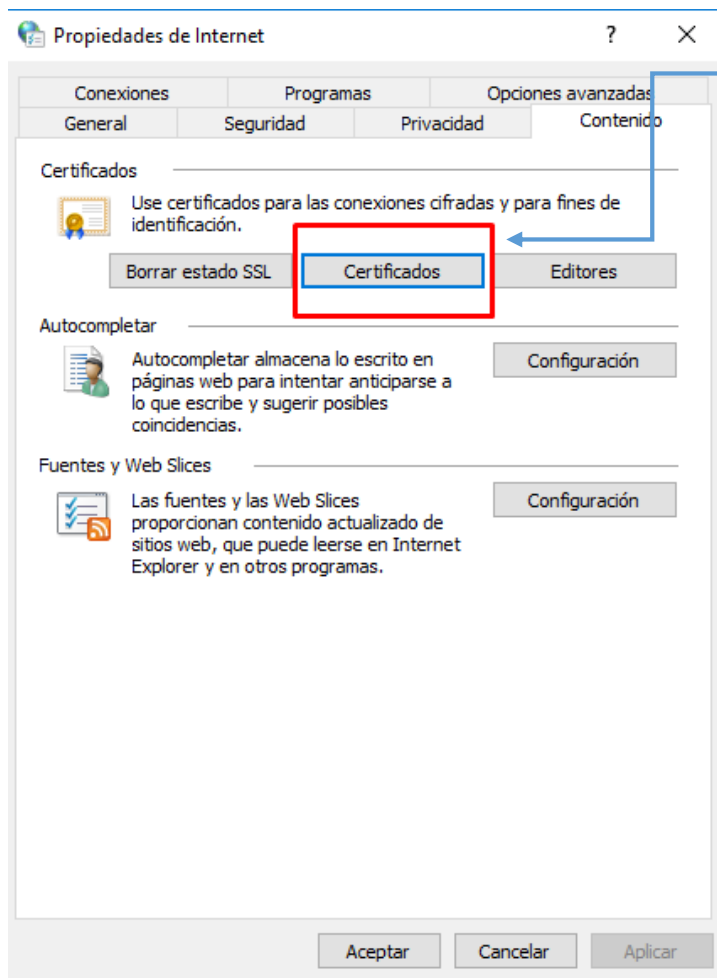 Propiedades de Internet
?
Conexiones Programas Opciones avanzadas
General Seguridad Privacidad Contenido
Certificados
Use certificados para las conexiones cifradas y para fines de
identificación.
Borrar estado SSL Certificados Editores
Autocompletar
Autocompletar almacena lo escrito en
páginas web para intentar anticiparse a
lo que escribe y sugerir posibles
coincidencias.
Configuración
Fuentes y Web Slices
Las fuentes y las Web Slices
proporcionan contenido actualizado de
sitios web, que puede leerse en Internet
Explorer y en otros programas.
Configuración
Aceptar Cancelar Aplicar